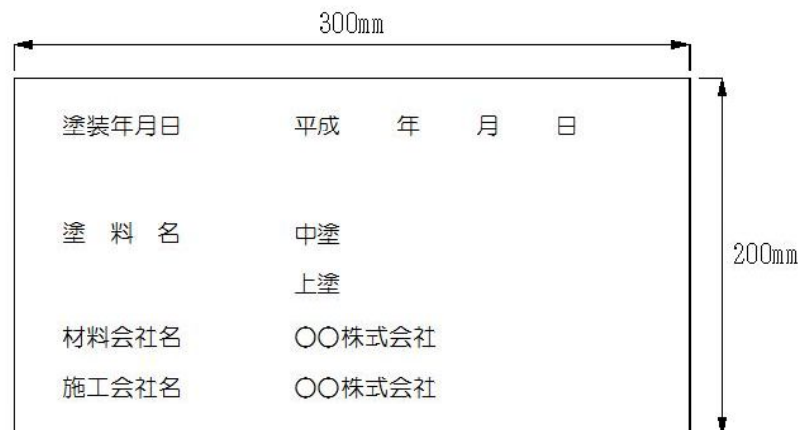 300mm
塗装年月日 平成 年 月 日
塗 料 名 中塗
上塗
200mm
材料会社名 〇〇株式会社
施工会社名 〇〇株式会社